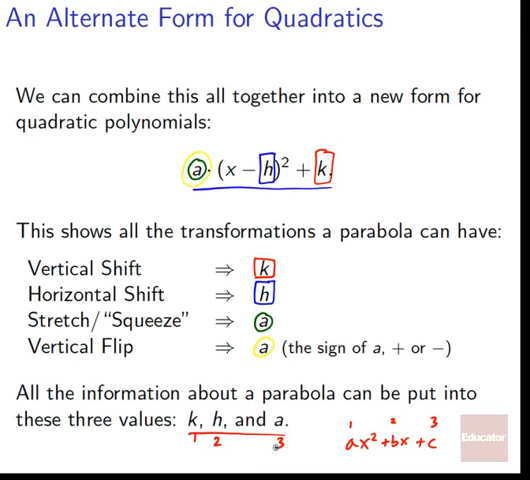 An Alternate Form for Quadratics
We can combine this all together into a new form for
quadratic polynomials:
a · (x − h)² + k.
This shows all the transformations a parabola can have:
Vertical Shift ⇒ k
Horizontal Shift ⇒ h
Stretch/“Squeeze” ⇒ a
Vertical Flip ⇒ a (the sign of a, + or −)
All the information about a parabola can be put into
these three values: k, h, and a.
1 2 3
1 2 3
ax² + bx + c
Educator